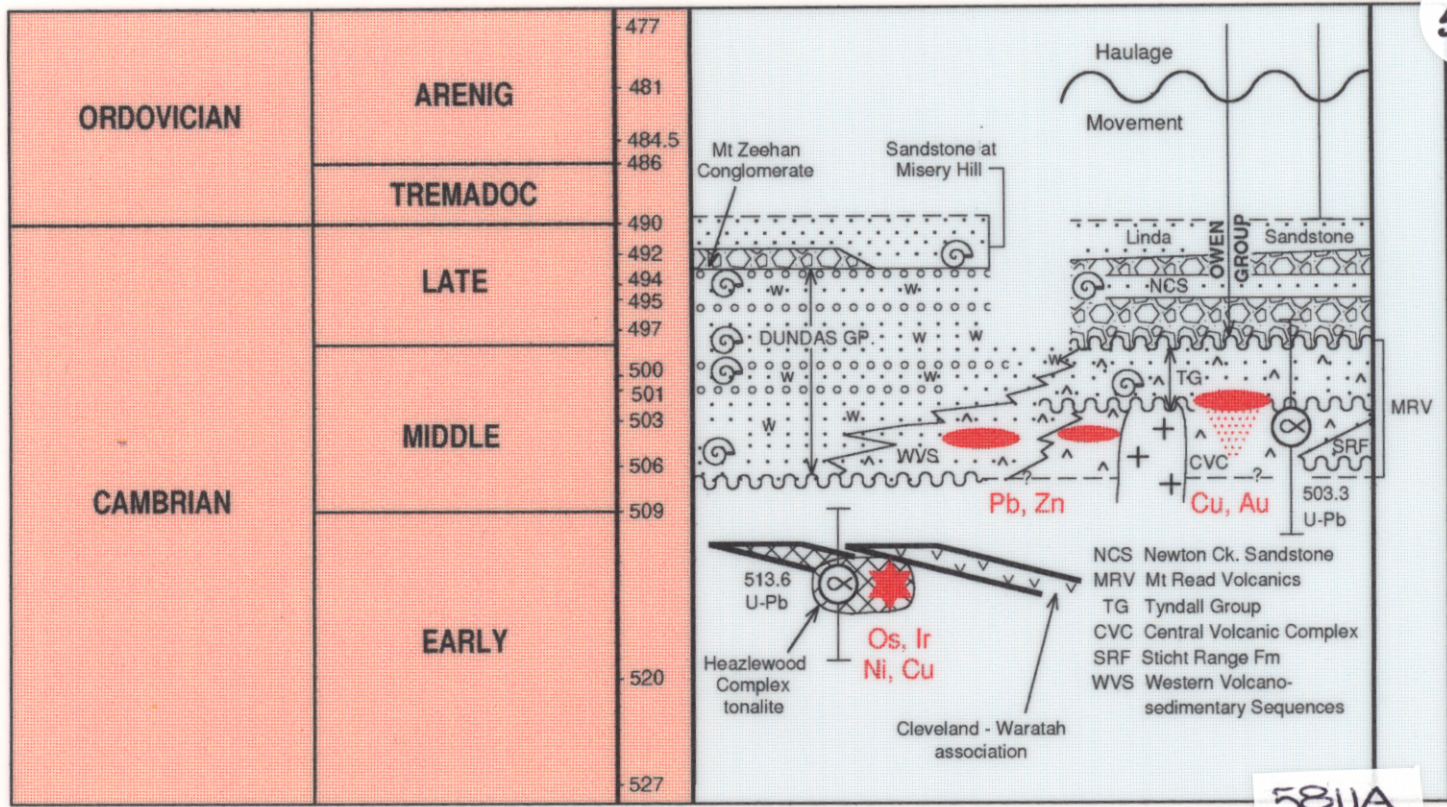 ORDOVICIAN
ARENIG
TREMADOC
CAMBRIAN
LATE
MIDDLE
EARLY
477
481
484.5
486
490
492
494
495
497
500
501
503
506
509
520
527
Haulage
Movement
Mt Zeehan
Conglomerate
Sandstone at
Misery Hill
Linda
OWEN
GROUP
Sandstone
NCS
W W
DUNDAS GP. W W
W
W W
W W
WVS
TG
MRV
CVC
SRF
?
?
Pb, Zn
Cu, Au
503.3
U-Pb
513.6
U-Pb
Os, Ir
Ni, Cu
Heazlewood
Complex
tonalite
Cleveland - Waratah
association
NCS Newton Ck. Sandstone
MRV Mt Read Volcanics
TG Tyndall Group
CVC Central Volcanic Complex
SRF Sticht Range Fm
WVS Western Volcano-
sedimentary Sequences
5811A